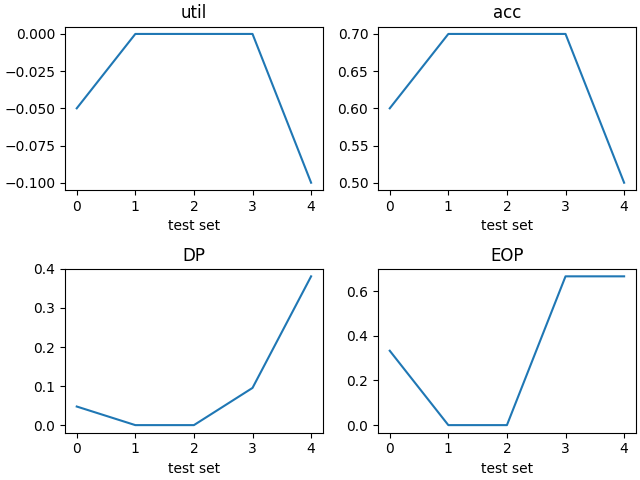 util
0.000
−0.025
−0.050
−0.075
−0.100
0 1 2 3 4
test set
acc
0.70
0.65
0.60
0.55
0.50
0 1 2 3 4
test set
DP
0.4
0.3
0.2
0.1
0.0
0 1 2 3 4
test set
EOP
0.6
0.4
0.2
0.0
0 1 2 3 4
test set